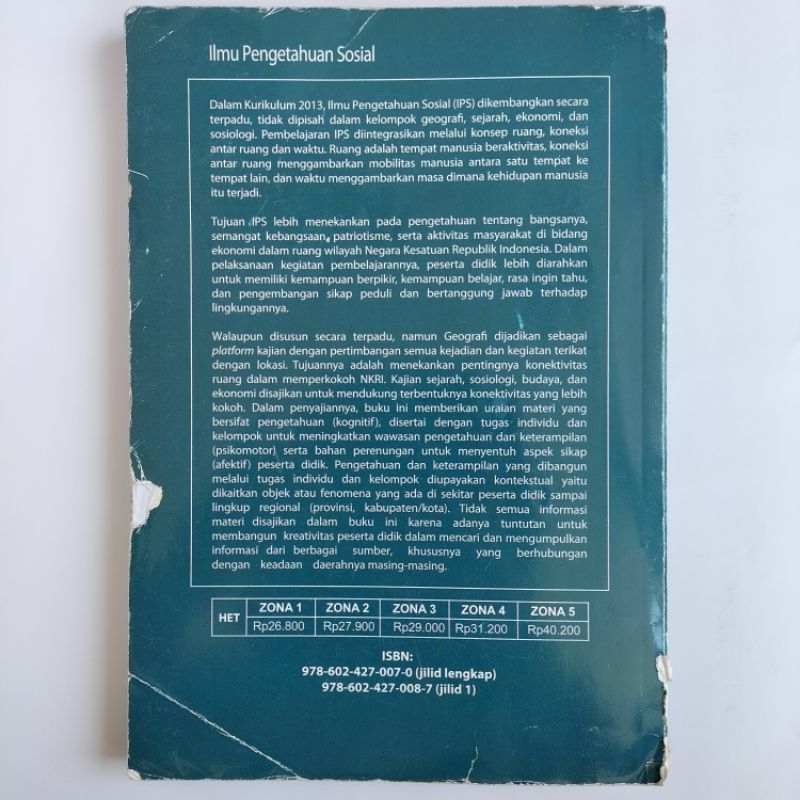 Ilmu Pengetahuan Sosial
Dalam Kurikulum 2013, Ilmu Pengetahuan Sosial (IPS) dikembangkan secara
terpadu, tidak dipisah dalam kelompok geografi, sejarah, ekonomi, dan
sosiologi. Pembelajaran IPS diintegrasikan melalui konsep ruang, koneksi
antar ruang dan waktu. Ruang adalah tempat manusia beraktivitas, koneksi
antar ruang menggambarkan mobilitas manusia antara satu tempat ke
tempat lain, dan waktu menggambarkan masa dimana kehidupan manusia
itu terjadi.
Tujuan IPS lebih menekankan pada pengetahuan tentang bangsanya,
semangat kebangsaan, patriotisme, serta aktivitas masyarakat di bidang
ekonomi dalam ruang wilayah Negara Kesatuan Republik Indonesia. Dalam
pelaksanaan kegiatan pembelajarannya, peserta didik lebih diarahkan
untuk memiliki kemampuan berpikir, kemampuan belajar, rasa ingin tahu,
dan pengembangan sikap peduli dan bertanggung jawab terhadap
lingkungannya.
Walaupun disusun secara terpadu, namun Geografi dijadikan sebagai
platform kajian dengan pertimbangan semua kejadian dan kegiatan terikat
dengan lokasi. Tujuannya adalah menekankan pentingnya konektivitas
ruang dalam memperkokoh NKRI. Kajian sejarah, sosiologi, budaya, dan
ekonomi disajikan untuk mendukung terbentuknya konektivitas yang lebih
kokoh. Dalam penyajiannya, buku ini memberikan uraian materi yang
bersifat pengetahuan (kognitif), disertai dengan tugas individu dan
kelompok untuk meningkatkan wawasan pengetahuan dan keterampilan
(psikomotor) serta bahan perenungan untuk menyentuh aspek sikap
(afektif) peserta didik. Pengetahuan dan keterampilan yang dibangun
melalui tugas individu dan kelompok diupayakan kontekstual yaitu
dikaitkan objek atau fenomena yang ada di sekitar peserta didik sampai
lingkup regional (provinsi, kabupaten/kota). Tidak semua informasi
materi disajikan dalam buku ini karena adanya tuntutan untuk
membangun kreativitas peserta didik dalam mencari dan mengumpulkan
informasi dari berbagai sumber, khususnya yang berhubungan
dengan keadaan daerahnya masing-masing.
HET ZONA 1 ZONA 2 ZONA 3 ZONA 4 ZONA 5
Rp26.800 Rp27.900 Rp29.000 Rp31.200 Rp40.200
ISBN:
978-602-427-007-0 (jilid lengkap)
978-602-427-008-7 (jilid 1)